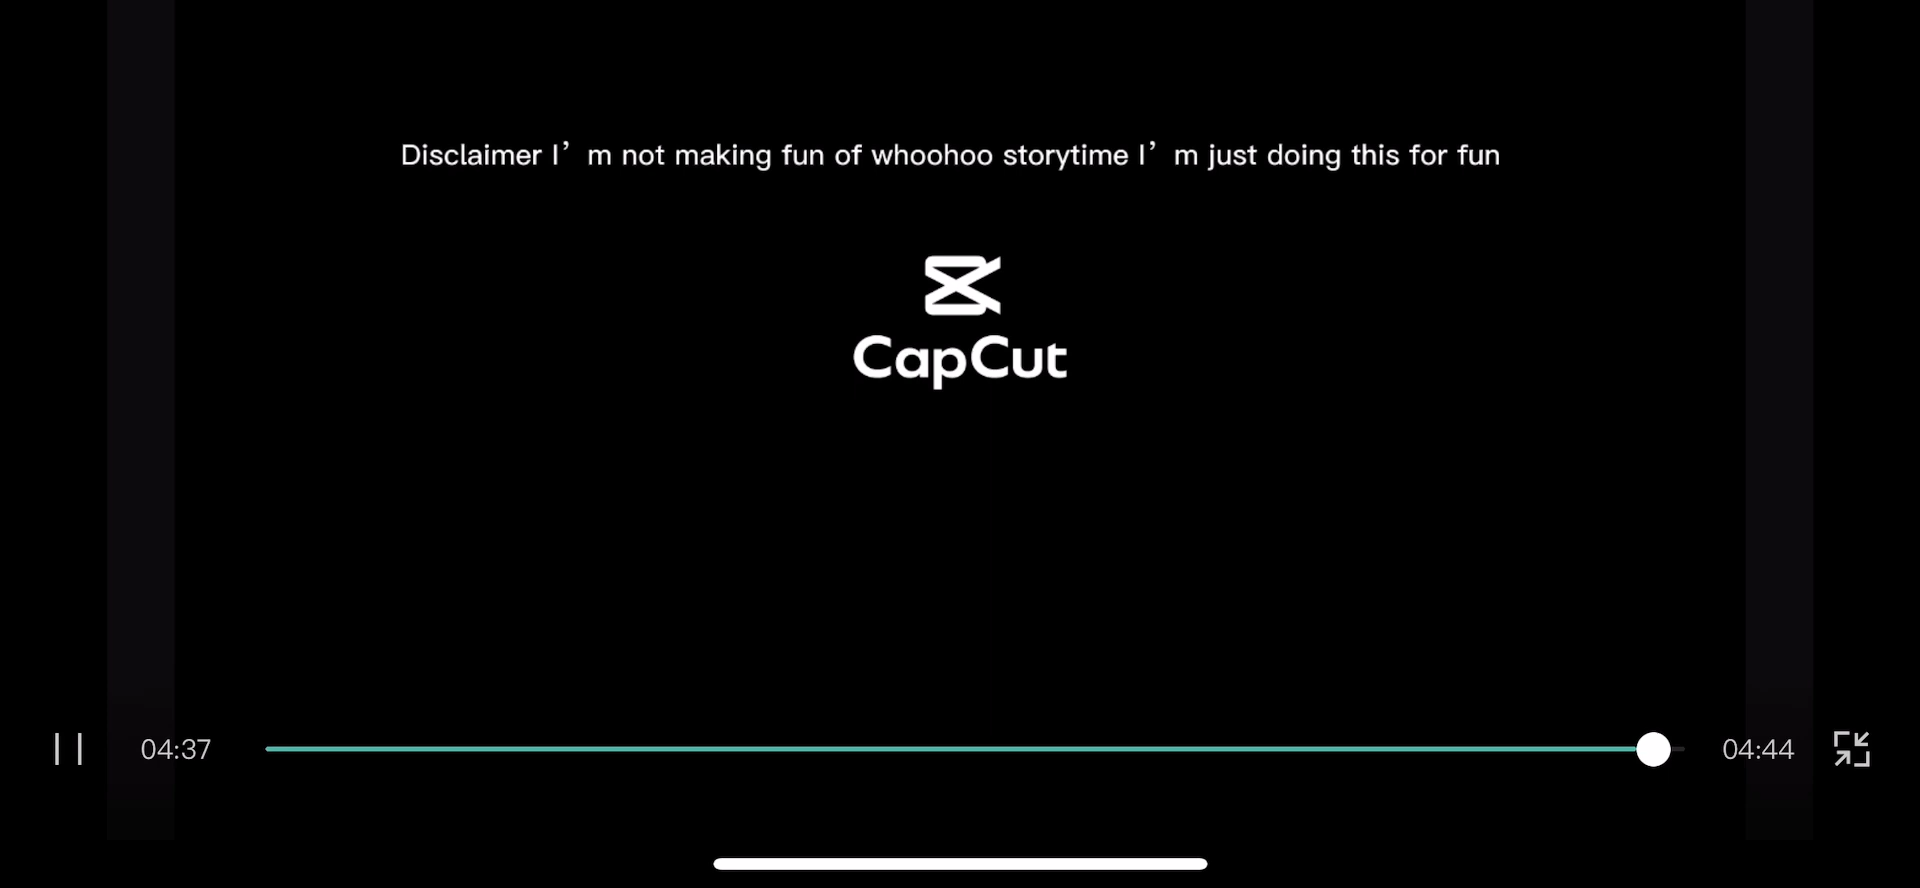 Disclaimer I’m not making fun of whoohoo storytime I’m just doing this for fun
CapCut
04:37
04:44